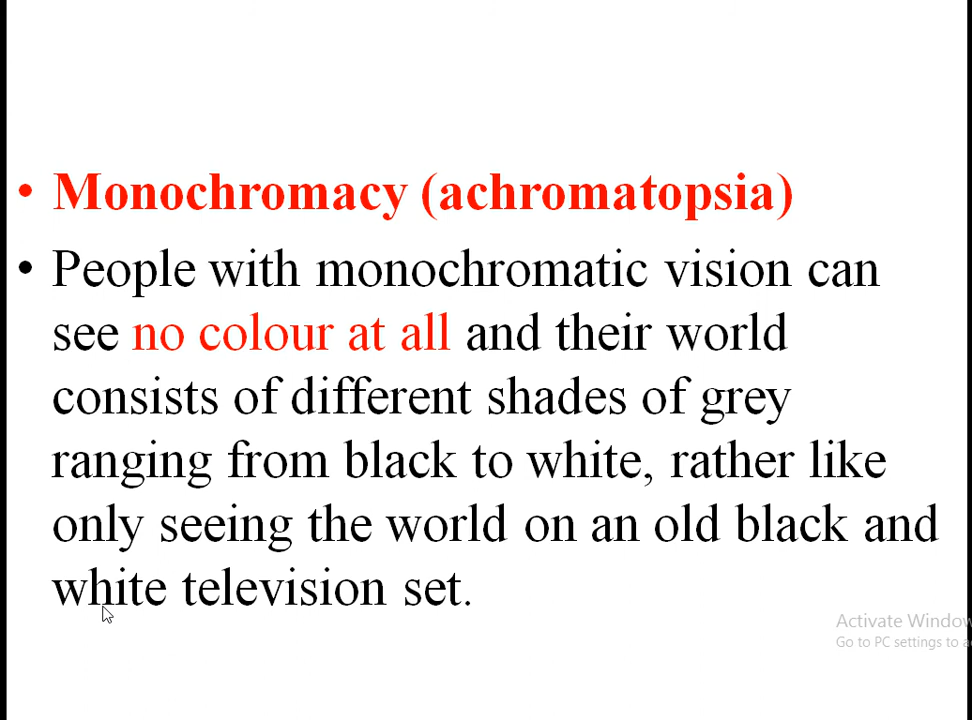 • Monochromacy (achromatopsia)
• People with monochromatic vision can
see no colour at all and their world
consists of different shades of grey
ranging from black to white, rather like
only seeing the world on an old black and
white television set.
Activate Window
Go to PC settings to a